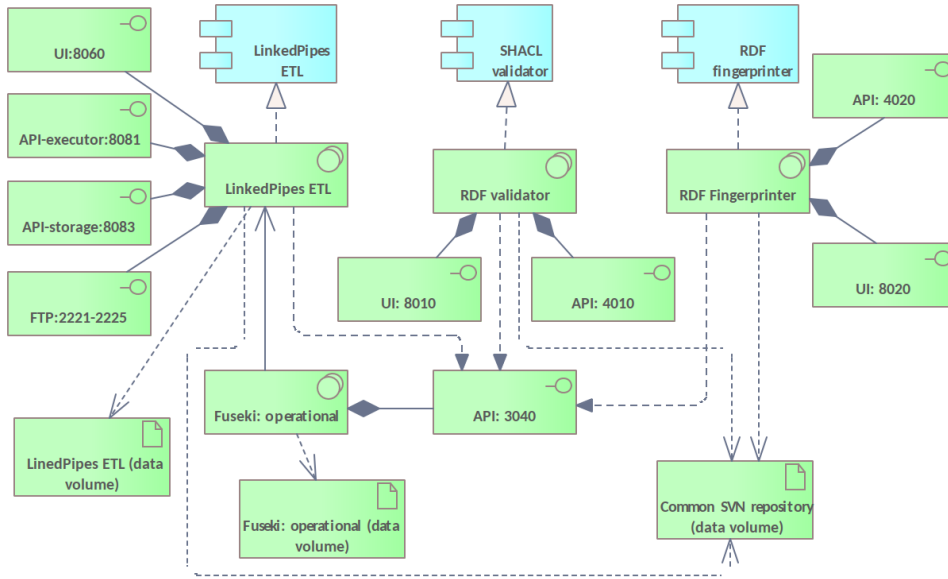 UI:8060
LinkedPipes
ETL
SHACL
validator
RDF
fingerprinter
API: 4020
API-executor:8081
LinkedPipes ETL
RDF validator
RDF Fingerprinter
API-storage:8083
UI: 8010
API: 4010
UI: 8020
FTP:2221-2225
Fuseki: operational
API: 3040
LinedPipes ETL (data
volume)
Fuseki: operational (data
volume)
Common SVN repository
(data volume)